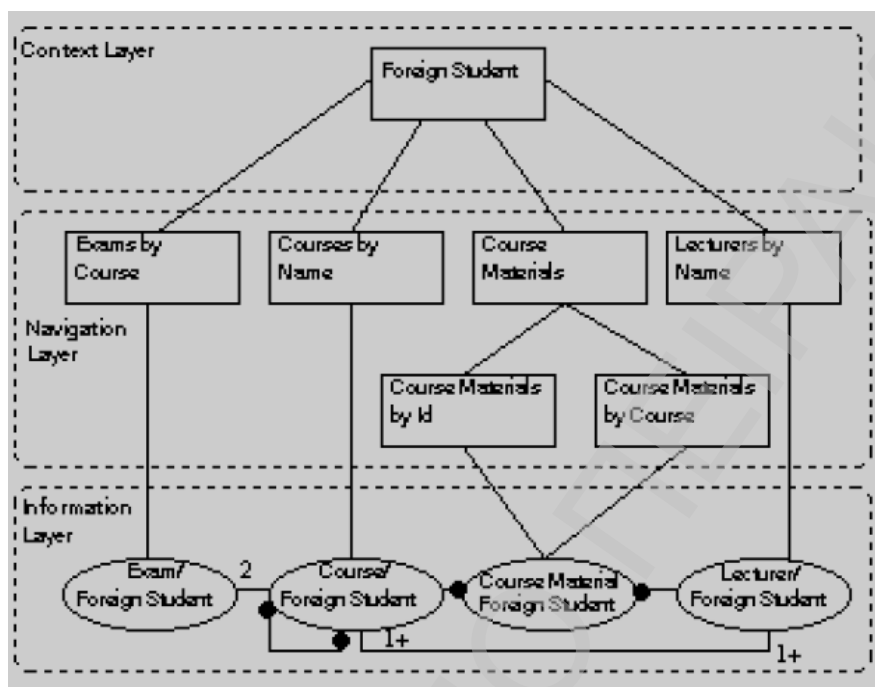 Context Layer
Foreign Student
Exams by
Course
Courses by
Name
Course
Materials
Lecturers by
Name
Navigation
Layer
Course Materials
by Id
Course Materials
by Course
Information
Layer
Exam/
Foreign Student
2
Course/
Foreign Student
Course Material
Foreign Student
Lecturer/
Foreign Student
1+
1+